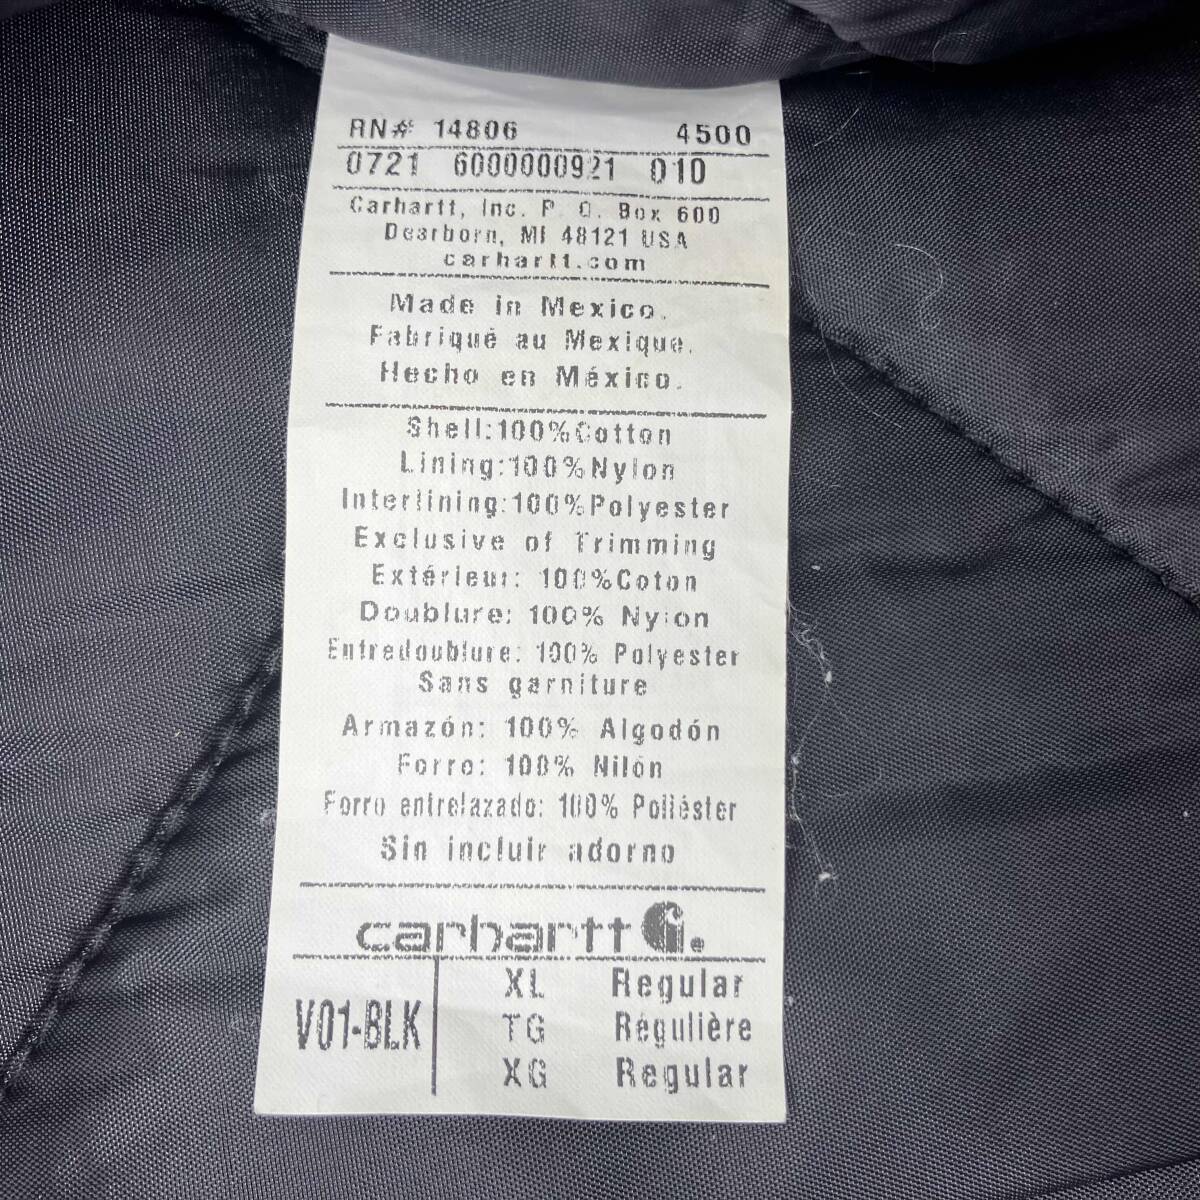 RN# 14806 4500
0721 6000000921 010
Carhartt, Inc. P. O. Box 600
Dearborn, MI 48121 USA
carhartt.com
Made in Mexico.
Fabriqué au Mexique.
Hecho en México.
Shell:100%Cotton
Lining:100%Nylon
Interlining:100%Polyester
Exclusive of Trimming
Extérieur: 100%Coton
Doublure: 100% Nylon
Entredoublure: 100% Polyester
Sans garniture
Armazón: 100% Algodón
Forro: 100% Nilón
Forro entrelazado: 100% Poliéster
Sin incluir adorno
carhartt
XL Regular
V01-BLK TG Régulière
XG Regular